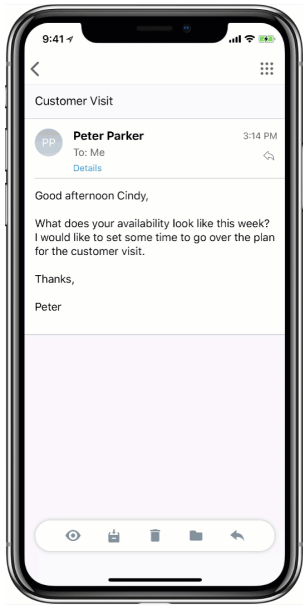 9:41
Customer Visit
PP
Peter Parker
3:14 PM
To: Me
Details
Good afternoon Cindy,
What does your availability look like this week?
I would like to set some time to go over the plan
for the customer visit.
Thanks,
Peter